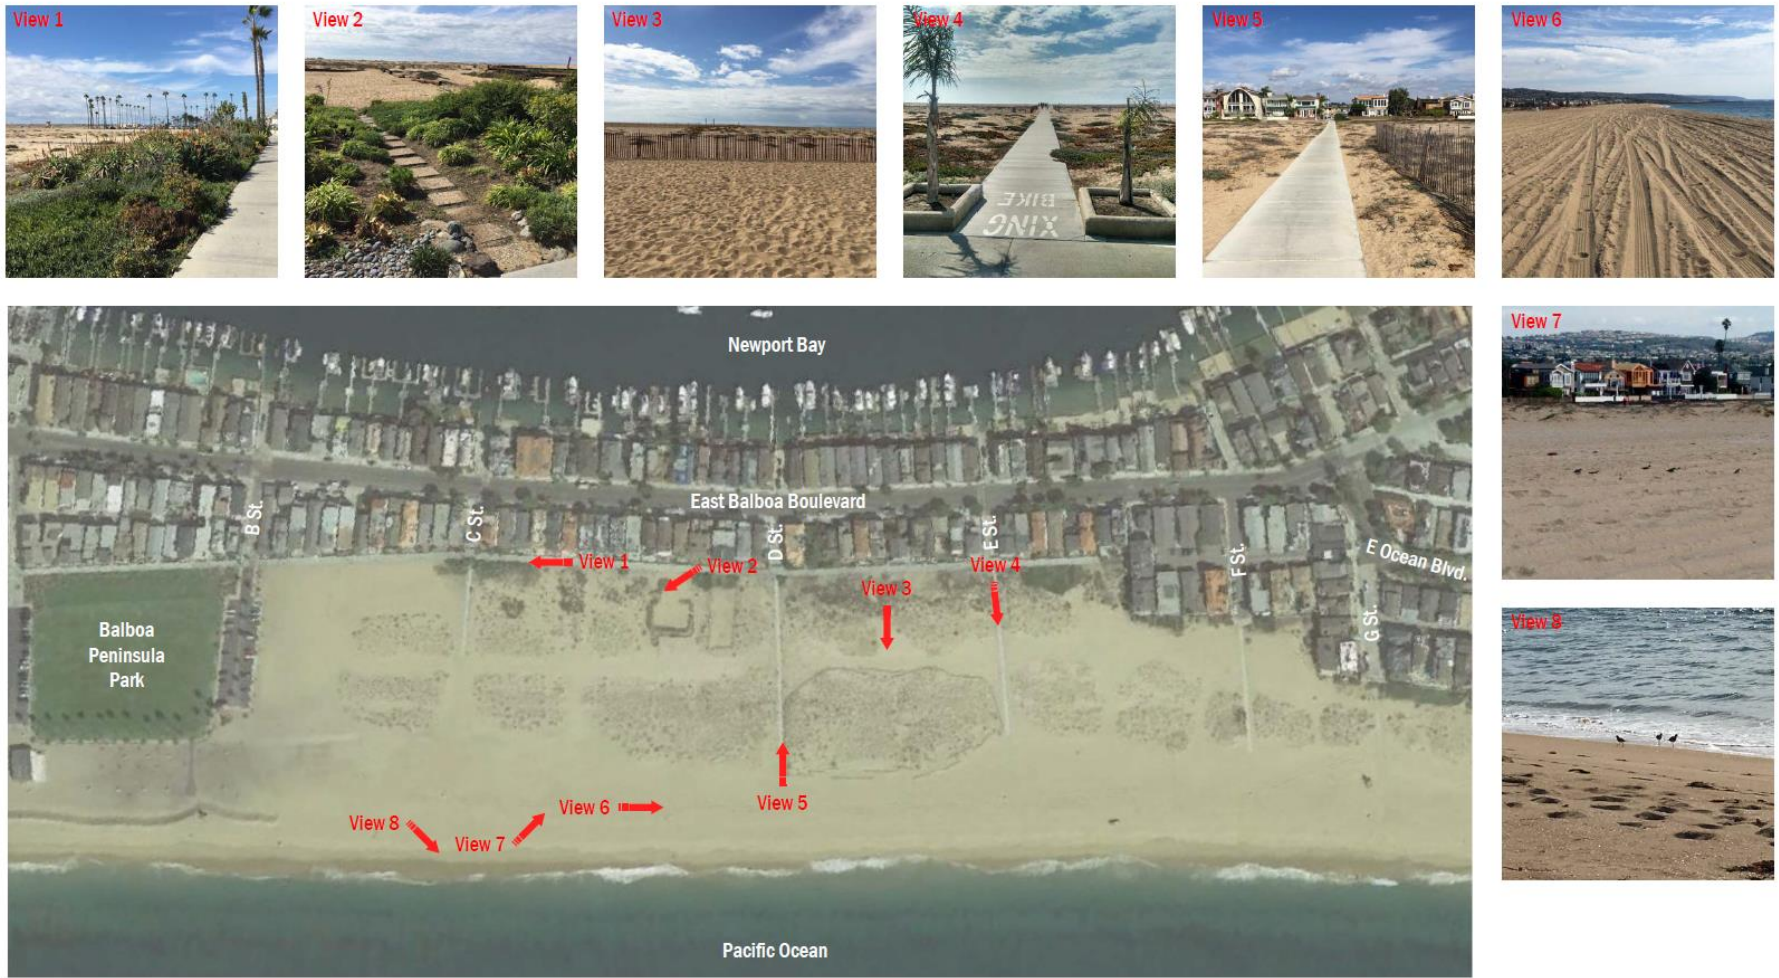 View 1
View 2
View 3
View 4
View 5
View 6
XING
BIKE
Newport Bay
View 7
East Balboa Boulevard
B St.
C St.
D St.
E St.
F St.
G St.
E Ocean Blvd.
View 1
View 2
View 3
View 4
Balboa
Peninsula
Park
View 5
View 6
View 7
View 8
View 8
Pacific Ocean